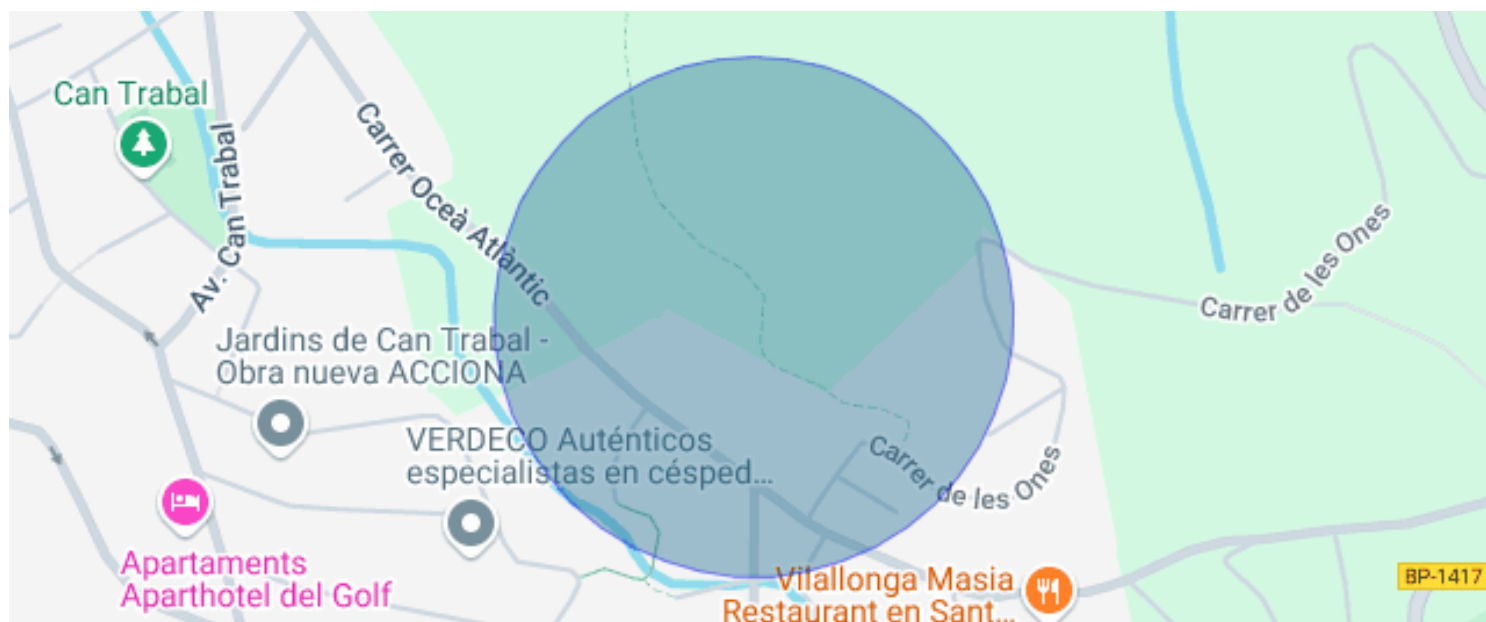 Can Trabal
Av. Can Trabal
Carrer Oceà Atlàntic
Carrer de les Ones
Jardins de Can Trabal -
Obra nueva ACCIONA
VERDECO Auténticos
especialistas en césped...
Carrer de les Ones
Apartaments
Aparthotel del Golf
Vilallonga Masia
Restaurant en Sant...
BP-1417